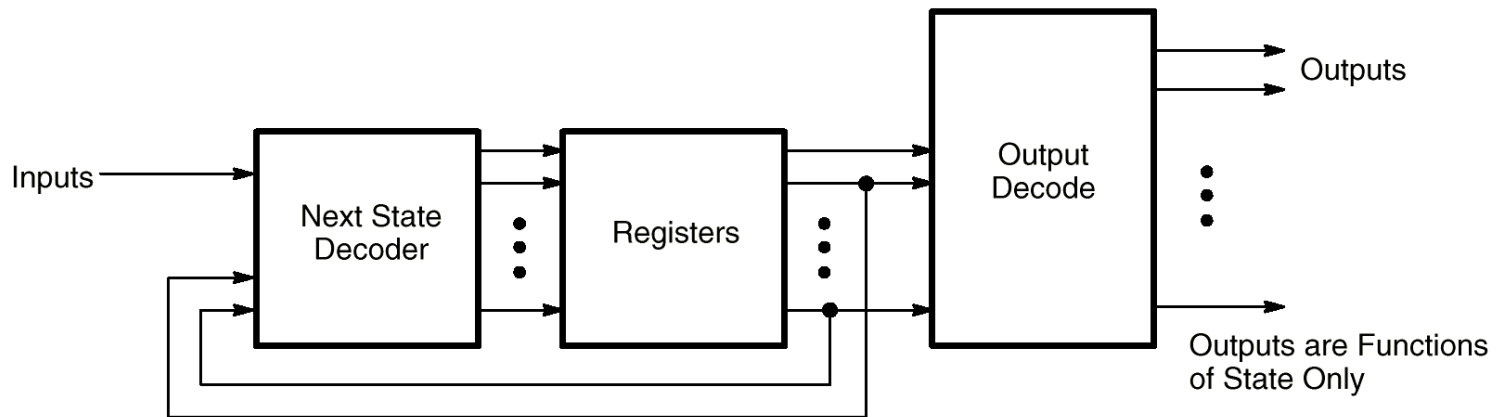 Inputs
Next State
Decoder
Registers
Output
Decode
Outputs
Outputs are Functions
of State Only